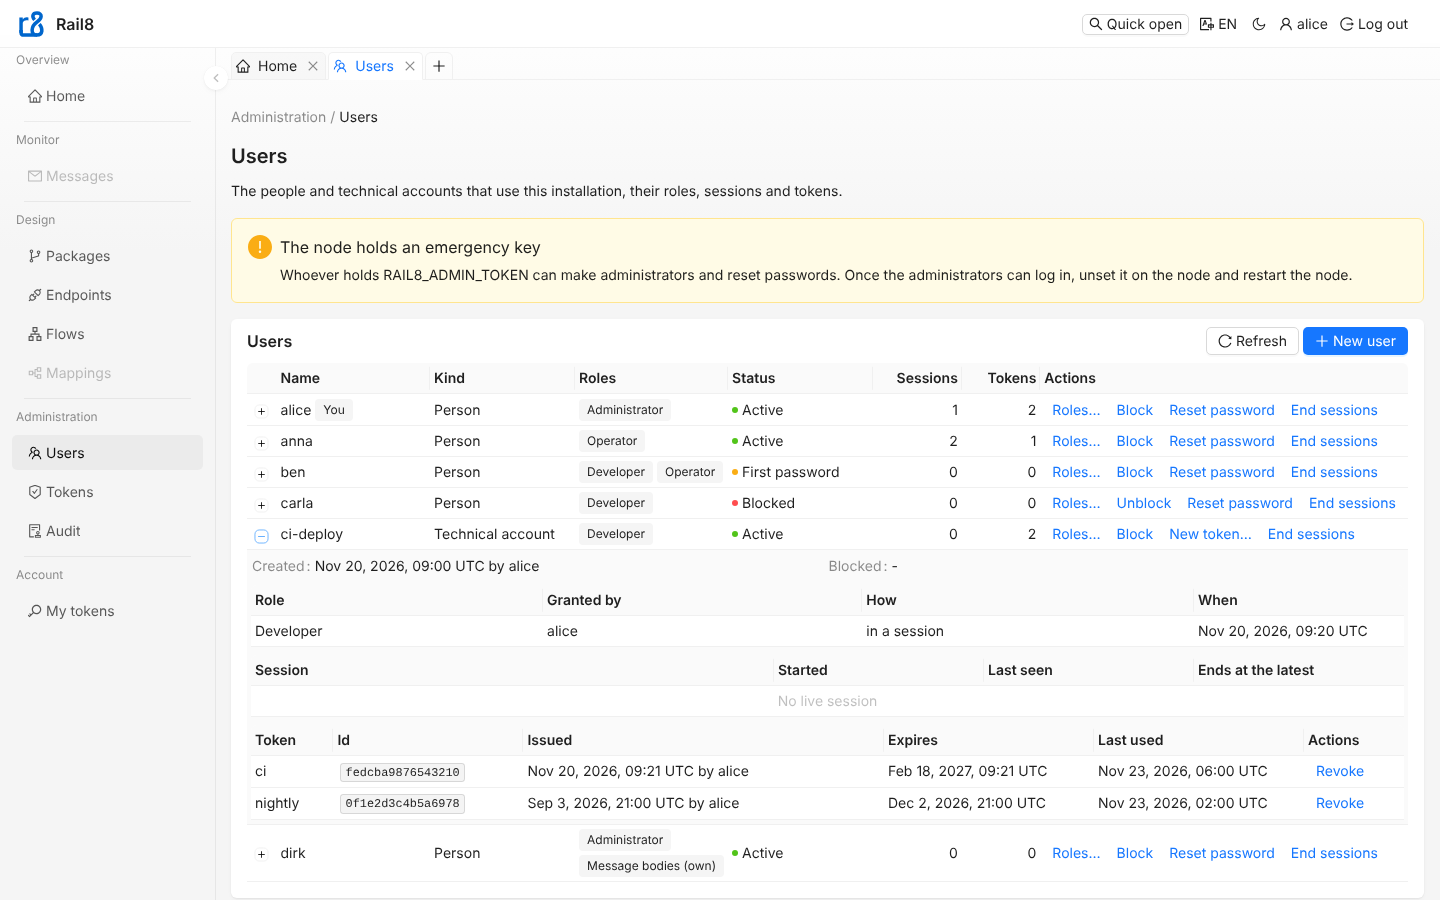 r8 Rail8 Quick open EN alice Log out
Overview
Home
Monitor
Messages
Design
Packages
Endpoints
Flows
Mappings
Administration
Users
Tokens
Audit
Account
My tokens
Home Users
Administration / Users
Users
The people and technical accounts that use this installation, their roles, sessions and tokens.
The node holds an emergency key
Whoever holds RAIL8_ADMIN_TOKEN can make administrators and reset passwords. Once the administrators can log in, unset it on the node and restart the node.
Users Refresh New user
Name Kind Roles Status Sessions Tokens Actions
alice You Person Administrator Active 1 2 Roles... Block Reset password End sessions
anna Person Operator Active 2 1 Roles... Block Reset password End sessions
ben Person Developer Operator First password 0 0 Roles... Block Reset password End sessions
carla Person Developer Blocked 0 0 Roles... Unblock Reset password End sessions
ci-deploy Technical account Developer Active 0 2 Roles... Block New token... End sessions
Created: Nov 20, 2026, 09:00 UTC by alice Blocked: -
Role Granted by How When
Developer alice in a session Nov 20, 2026, 09:20 UTC
Session Started Last seen Ends at the latest
No live session
Token Id Issued Expires Last used Actions
ci fedcba9876543210 Nov 20, 2026, 09:21 UTC by alice Feb 18, 2027, 09:21 UTC Nov 23, 2026, 06:00 UTC Revoke
nightly 0f1e2d3c4b5a6978 Sep 3, 2026, 21:00 UTC by alice Dec 2, 2026, 21:00 UTC Nov 23, 2026, 02:00 UTC Revoke
dirk Person Administrator Message bodies (own) Active 0 0 Roles... Block Reset password End sessions